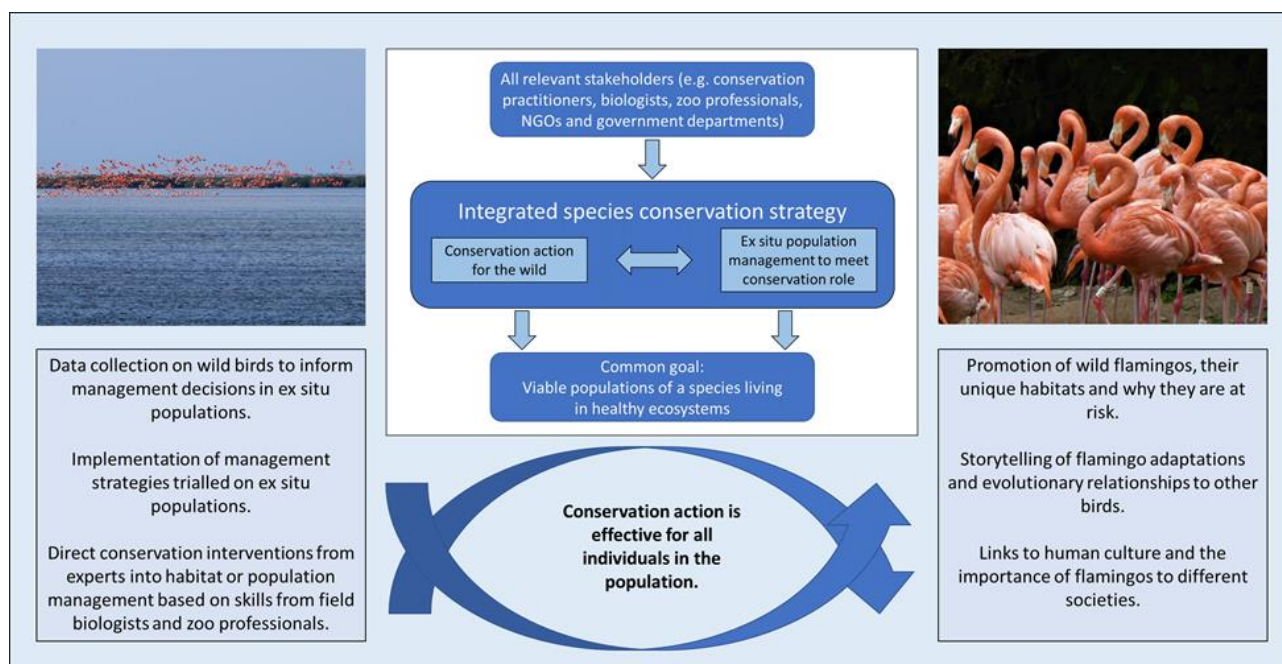 All relevant stakeholders (e.g. conservation
practitioners, biologists, zoo professionals,
NGOs and government departments)
Integrated species conservation strategy
Conservation action
for the wild
Ex situ population
management to meet
conservation role
Common goal:
Viable populations of a species living
in healthy ecosystems
Data collection on wild birds to inform
management decisions in ex situ
populations.
Implementation of management
strategies trialled on ex situ
populations.
Direct conservation interventions from
experts into habitat or population
management based on skills from field
biologists and zoo professionals.
Conservation action is
effective for all
individuals in the
population.
Promotion of wild flamingos, their
unique habitats and why they are at
risk.
Storytelling of flamingo adaptations
and evolutionary relationships to other
birds.
Links to human culture and the
importance of flamingos to different
societies.